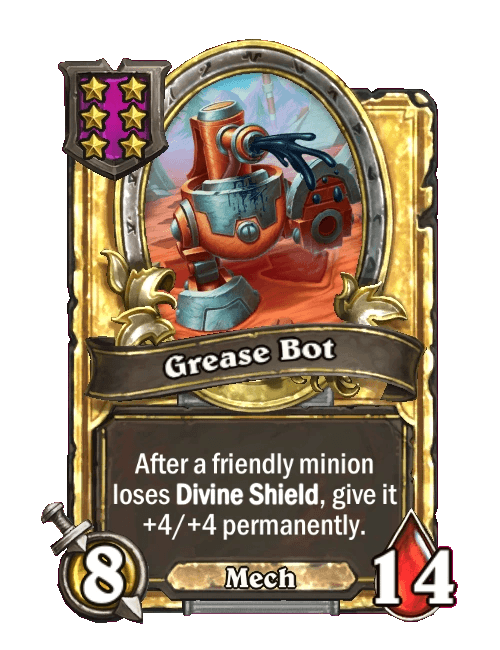 Grease Bot
After a friendly minion
loses Divine Shield, give it
+4/+4 permanently.
8
Mech
14